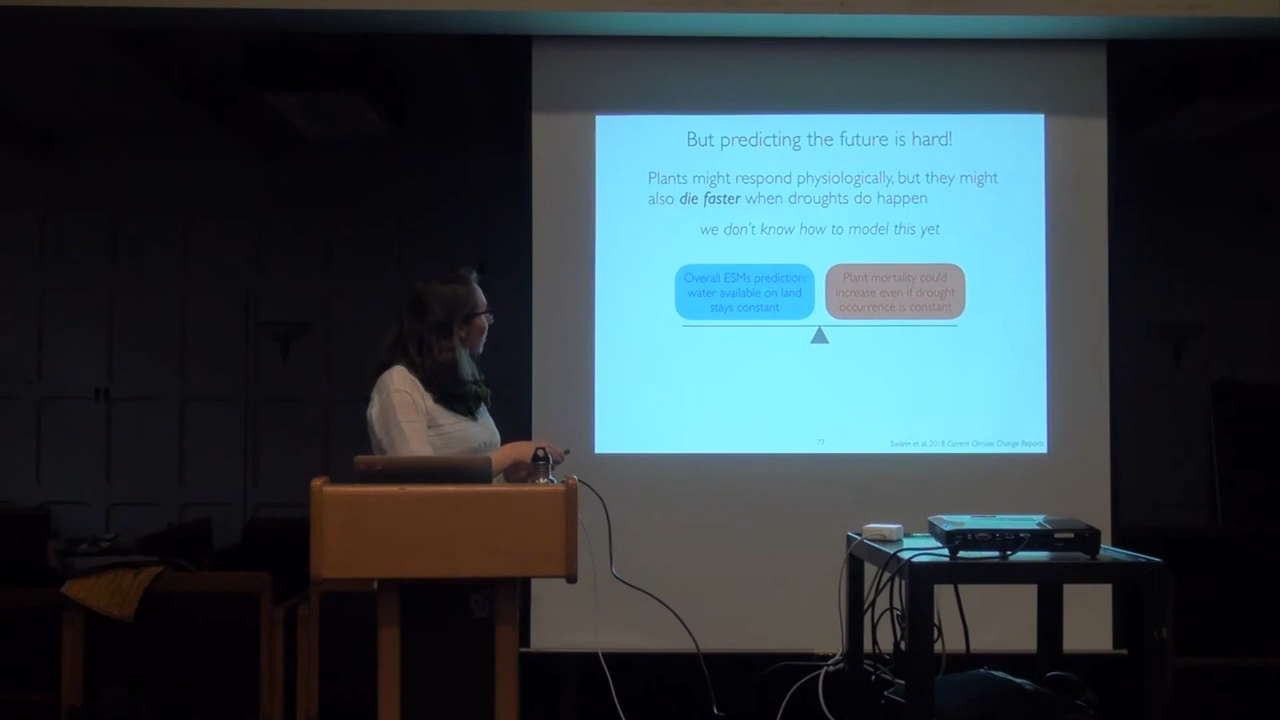 But predicting the future is hard!
Plants might respond physiologically, but they might
also die faster when droughts do happen
we don't know how to model this yet
Overall ESMs prediction:
water available on land
stays constant
Plant mortality could
increase even if drought
occurrence is constant
77
Swann et al, 2018 Current Climate Change Reports